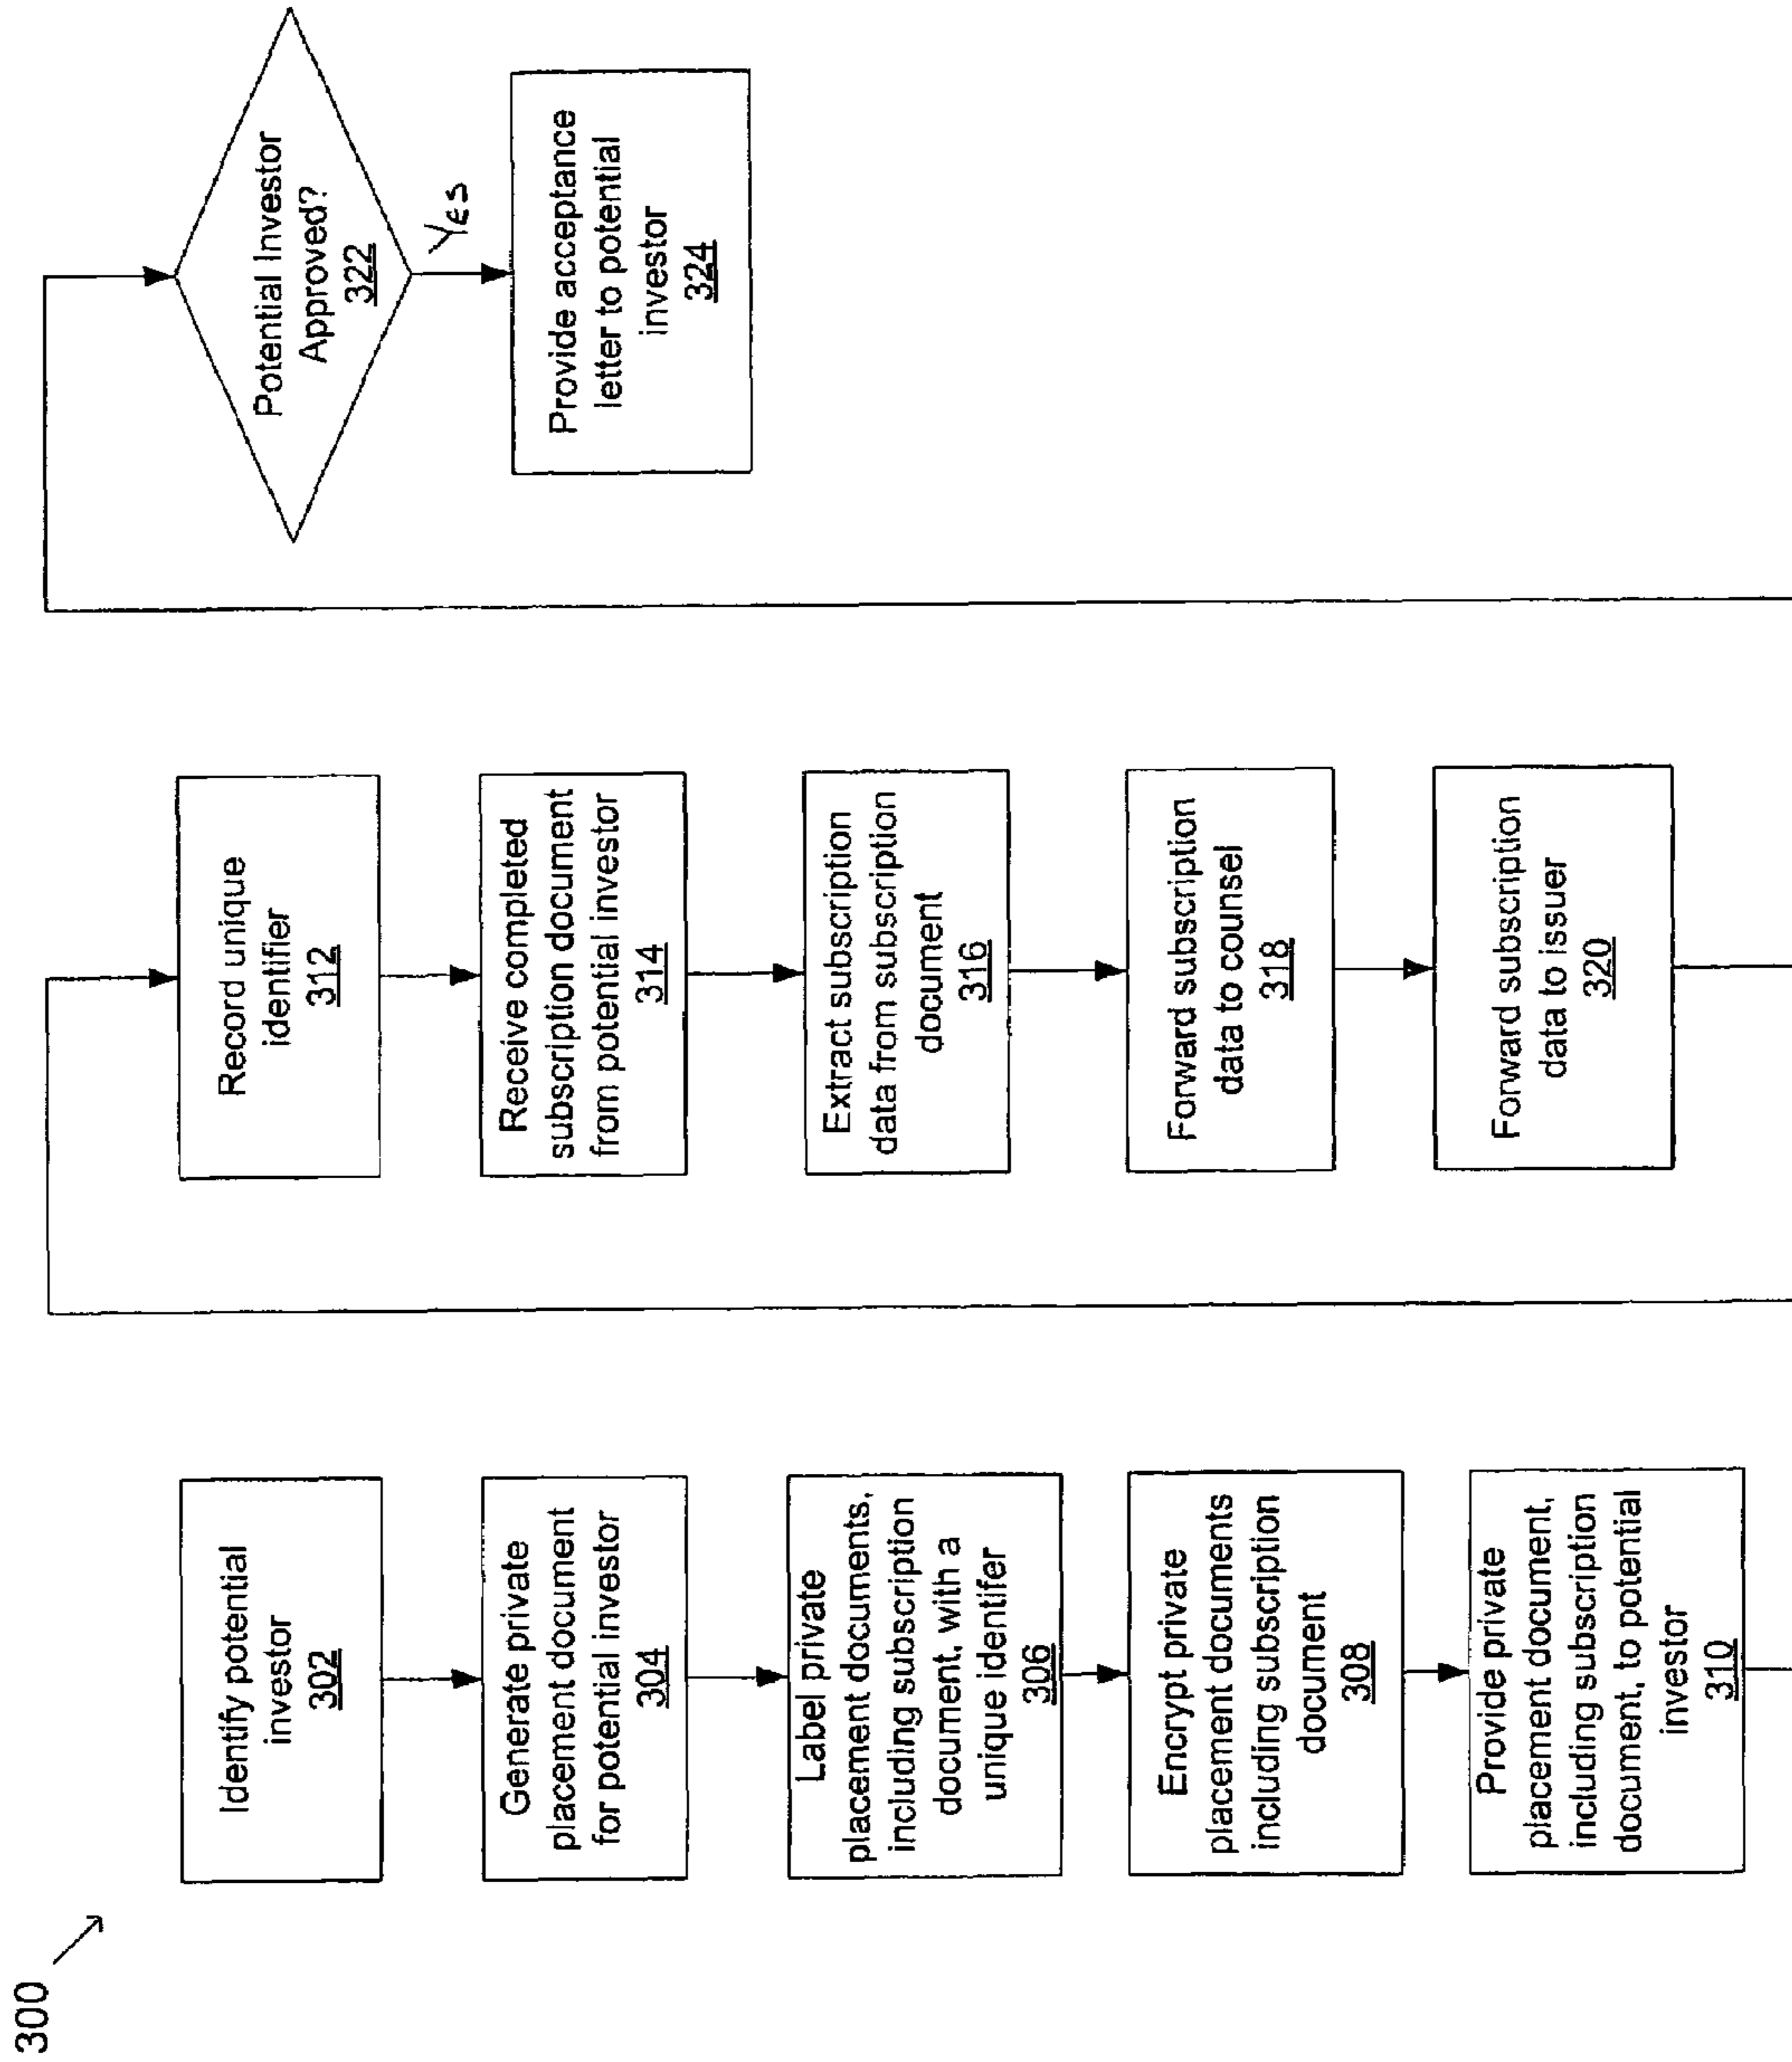 300
Identify potential
investor
302
Generate private
placement document
for potential investor
304
Label private
placement documents,
including subscription
document, with a
unique identifer
306
Encrypt private
placement documents
including subscription
document
308
Provide private
placement document,
including subscription
document, to potential
investor
310
Record unique
identifier
312
Receive completed
subscription document
from potential investor
314
Extract subscription
data from subscription
document
316
Forward subscription
data to counsel
318
Forward subscription
data to issuer
320
Potential Investor
Approved?
322
Yes
Provide acceptance
letter to potential
investor
324